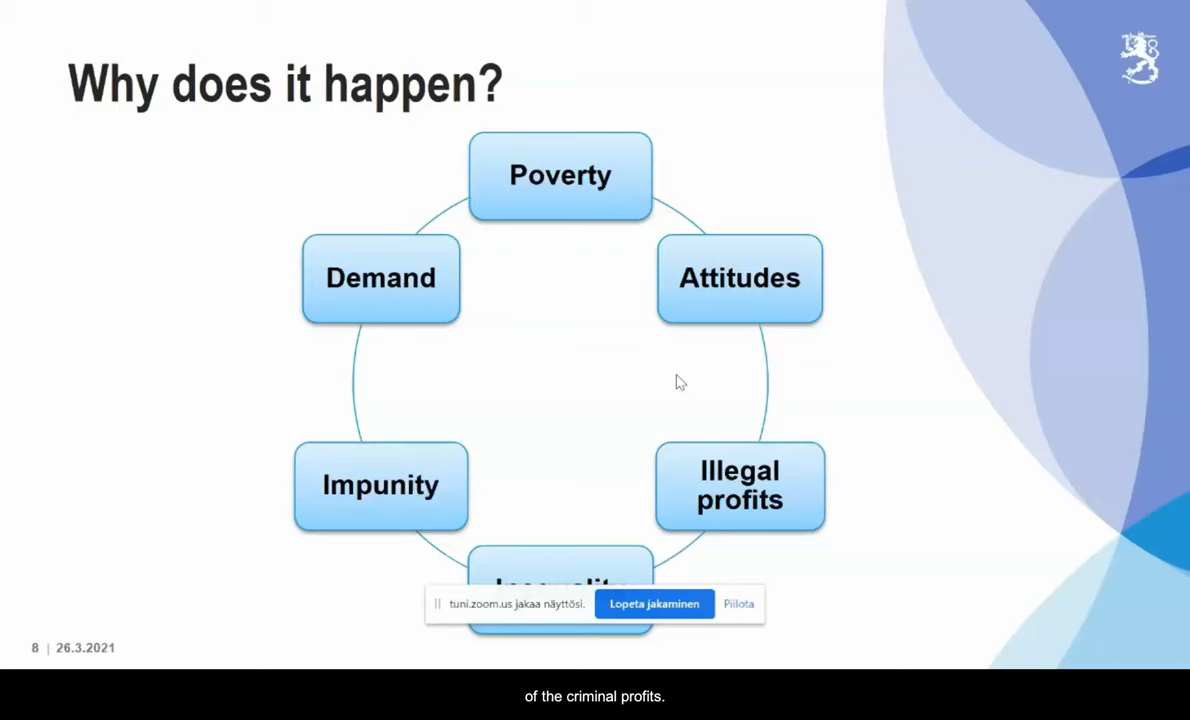 Why does it happen?
Poverty
Demand
Attitudes
Impunity
Illegal
profits
Inequality
tuni.zoom.us jakaa näyttösi.
Lopeta jakaminen
Piilota
8 | 26.3.2021
of the criminal profits.